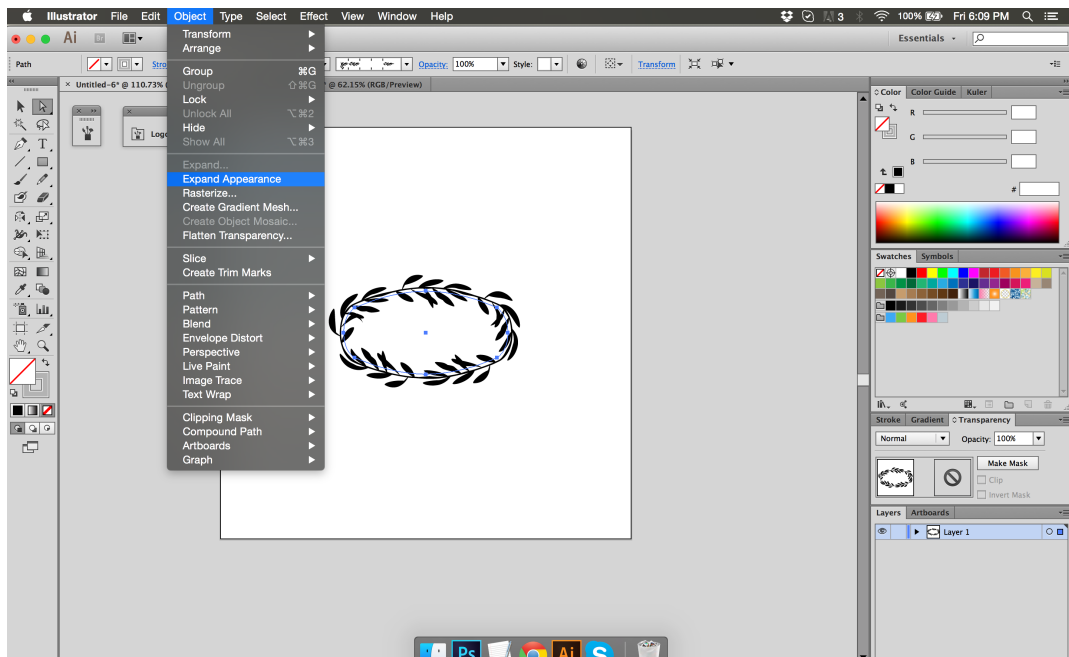 Illustrator File Edit Object Type Select Effect View Window Help 3 100% Fri 6:09 PM
Ai Br Essentials
Path Opacity: 100% Style: Transform
Untitled-6* @ 110.73% @ 62.15% (RGB/Preview)
Transform
Arrange
Group ⌘G
Ungroup ⇧⌘G
Lock
Unlock All ⌥⌘2
Hide
Show All ⌥⌘3
Expand...
Expand Appearance
Rasterize...
Create Gradient Mesh...
Create Object Mosaic...
Flatten Transparency...
Slice
Create Trim Marks
Path
Pattern
Blend
Envelope Distort
Perspective
Live Paint
Image Trace
Text Wrap
Clipping Mask
Compound Path
Artboards
Graph
Color Color Guide Kuler
R
G
B
#
Swatches Symbols
Stroke Gradient Transparency
Normal Opacity: 100%
Make Mask
Clip
Invert Mask
Layers Artboards
Layer 1
Ps Ai S